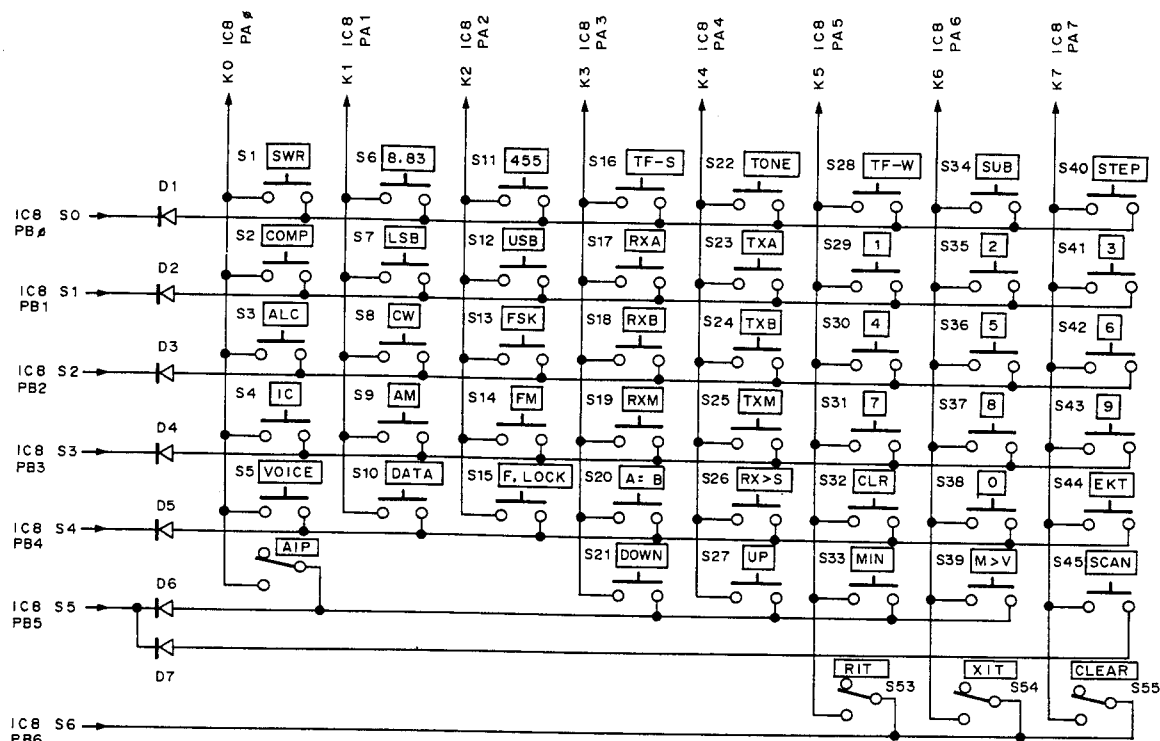 K0 IC8 PAø
K1 IC8 PA1
K2 IC8 PA2
K3 IC8 PA3
K4 IC8 PA4
K5 IC8 PA5
K6 IC8 PA6
K7 IC8 PA7
S1 SWR S6 8.83 S11 455 S16 TF-S S22 TONE S28 TF-W S34 SUB S40 STEP
D1
IC8 S0
PBø
S2 COMP S7 LSB S12 USB S17 RXA S23 TXA S29 1 S35 2 S41 3
D2
IC8 S1
PB1
S3 ALC S8 CW S13 FSK S18 RXB S24 TXB S30 4 S36 5 S42 6
D3
IC8 S2
PB2
S4 IC S9 AM S14 FM S19 RXM S25 TXM S31 7 S37 8 S43 9
D4
IC8 S3
PB3
S5 VOICE S10 DATA S15 F.LOCK S20 A=B S26 RX>S S32 CLR S38 0 S44 EKT
D5
IC8 S4
PB4
AIP S21 DOWN S27 UP S33 MIN S39 M>V S45 SCAN
D6
IC8 S5
PB5
D7
RIT S53 XIT S54 CLEAR S55
IC8 S6
PB6